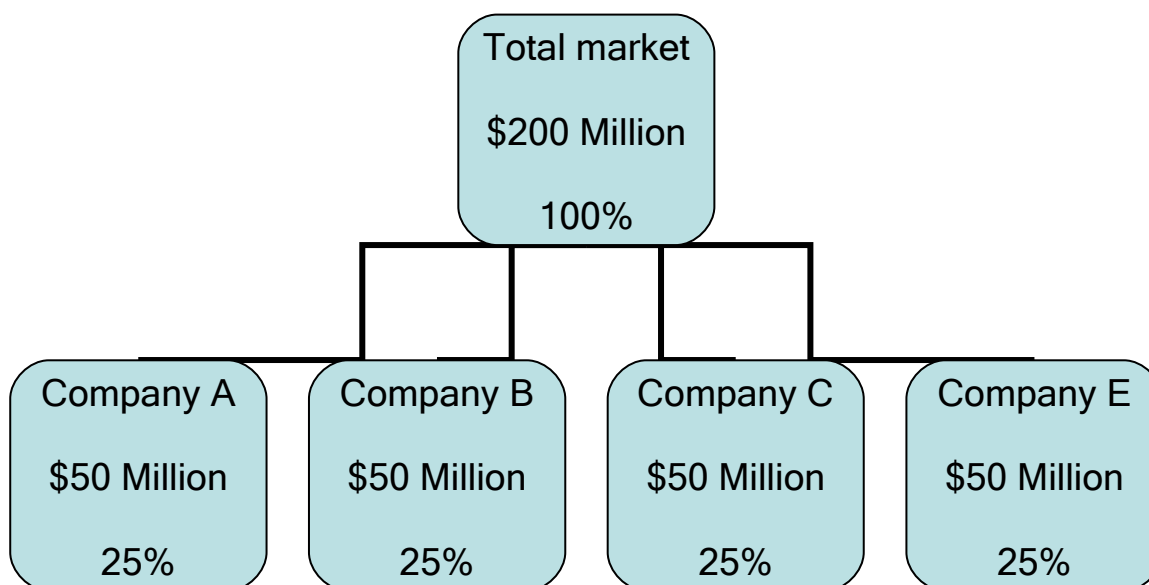 Total market
$200 Million
100%
Company A
$50 Million
25%
Company B
$50 Million
25%
Company C
$50 Million
25%
Company E
$50 Million
25%